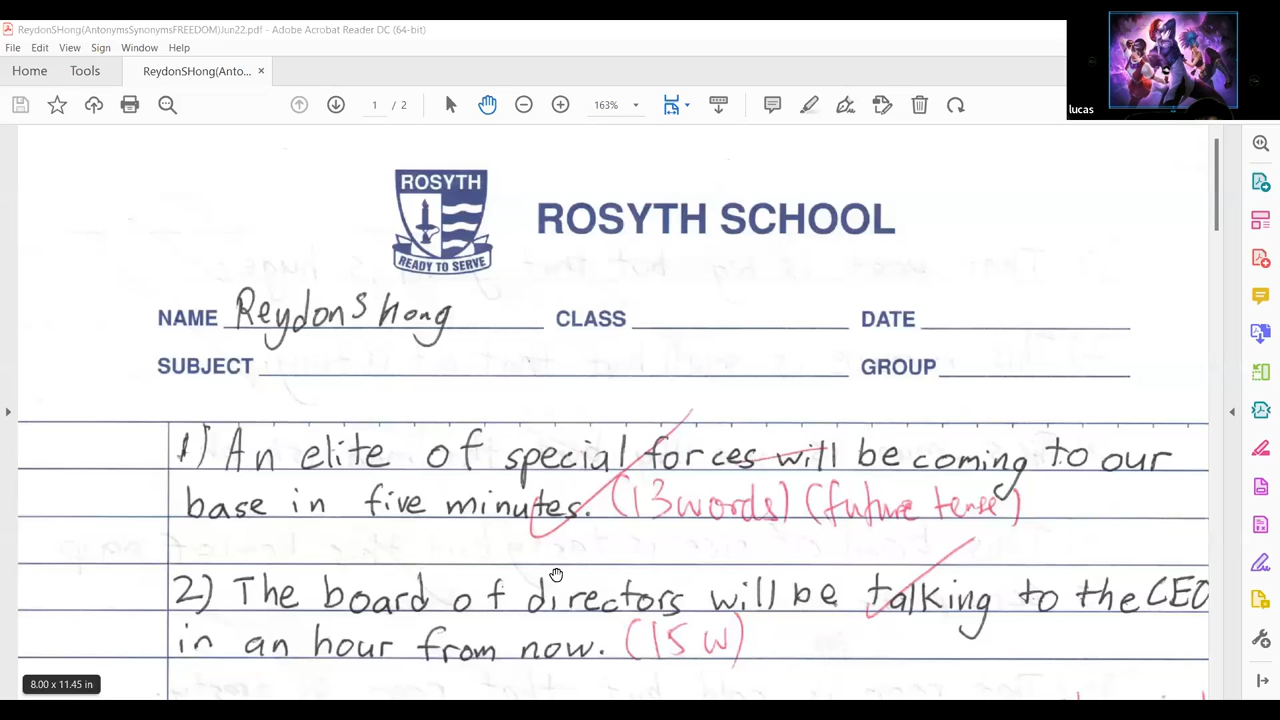 ReydonSHong(AntonymsSynonymsFREEDOM)Jun22.pdf - Adobe Acrobat Reader DC (64-bit)
File Edit View Sign Window Help
Home Tools ReydonSHong(Anto... ×
1 / 2 163%
lucas
ROSYTH
READY TO SERVE
ROSYTH SCHOOL
NAME Reydon S Hong CLASS DATE
SUBJECT GROUP
1) An elite of special forces will be coming to our
base in five minutes. (13 words) (future tense)
2) The board of directors will be talking to the CEO
in an hour from now. (15 w)
8.00 x 11.45 in